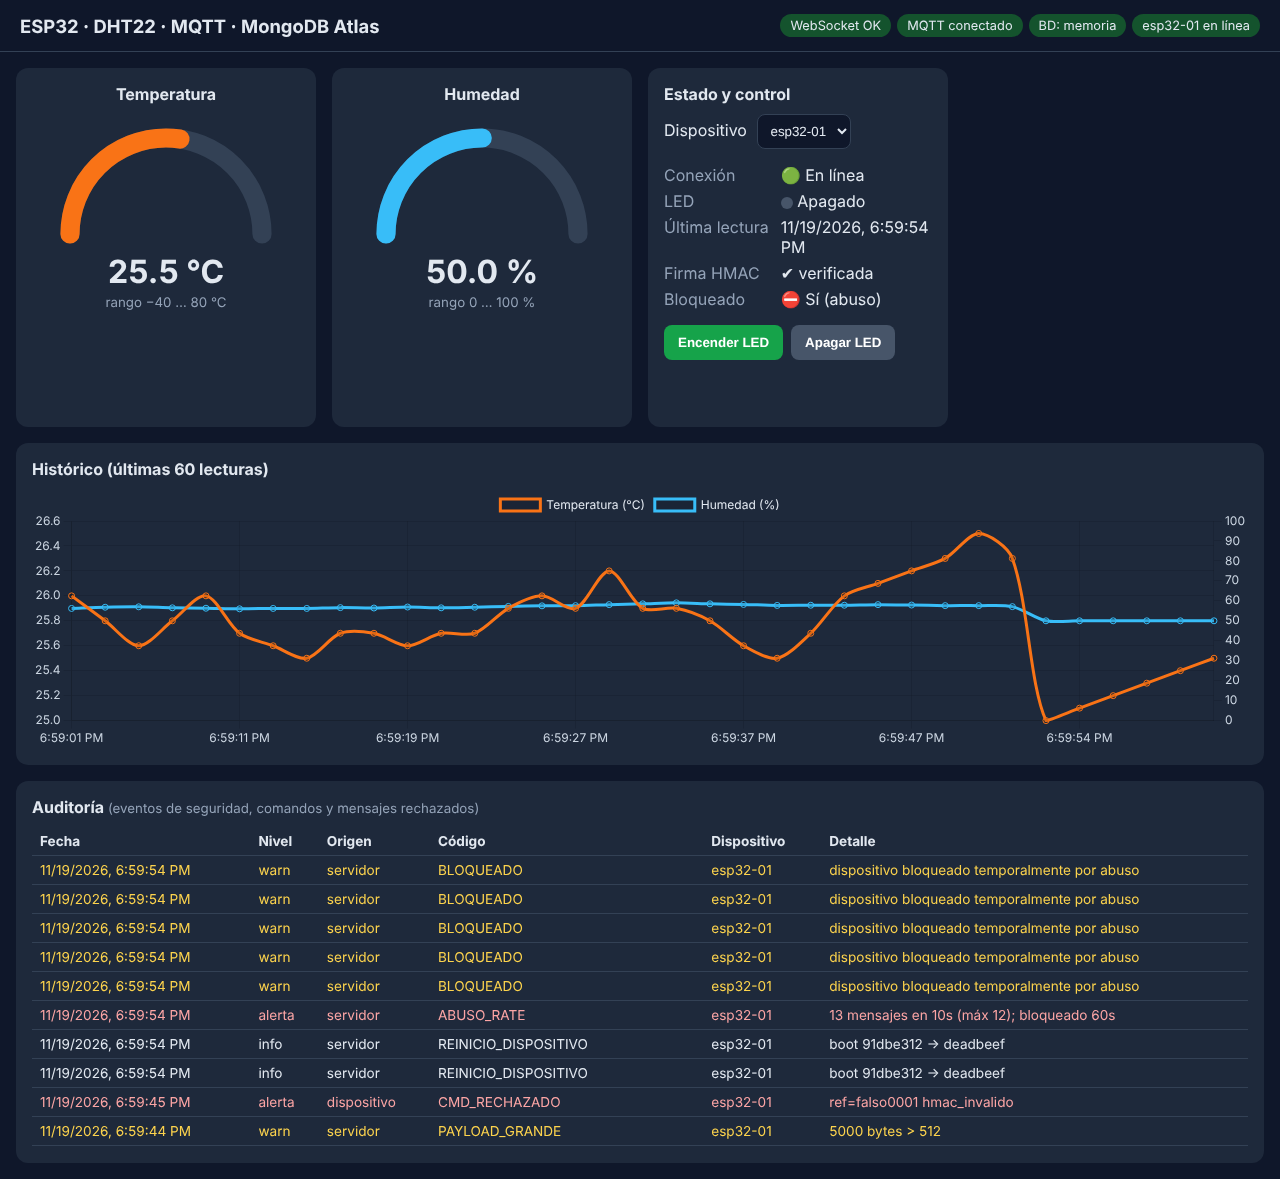 ESP32 · DHT22 · MQTT · MongoDB Atlas
WebSocket OK
MQTT conectado
BD: memoria
esp32-01 en línea
Temperatura
25.5 °C
rango −40 … 80 °C
Humedad
50.0 %
rango 0 … 100 %
Estado y control
Dispositivo esp32-01
Conexión 🟢 En línea
LED Apagado
Última lectura 11/19/2026, 6:59:54
PM
Firma HMAC ✔ verificada
Bloqueado ⛔ Sí (abuso)
Encender LED
Apagar LED
Histórico (últimas 60 lecturas)
Temperatura (°C) Humedad (%)
26.6 100
26.4 90
26.2 80
26.0 70
25.8 60
25.6 50
25.4 40
25.2 30
25.0 20
10
0
6:59:01 PM 6:59:11 PM 6:59:19 PM 6:59:27 PM 6:59:37 PM 6:59:47 PM 6:59:54 PM
Auditoría (eventos de seguridad, comandos y mensajes rechazados)
Fecha Nivel Origen Código Dispositivo Detalle
11/19/2026, 6:59:54 PM warn servidor BLOQUEADO esp32-01 dispositivo bloqueado temporalmente por abuso
11/19/2026, 6:59:54 PM warn servidor BLOQUEADO esp32-01 dispositivo bloqueado temporalmente por abuso
11/19/2026, 6:59:54 PM warn servidor BLOQUEADO esp32-01 dispositivo bloqueado temporalmente por abuso
11/19/2026, 6:59:54 PM warn servidor BLOQUEADO esp32-01 dispositivo bloqueado temporalmente por abuso
11/19/2026, 6:59:54 PM warn servidor BLOQUEADO esp32-01 dispositivo bloqueado temporalmente por abuso
11/19/2026, 6:59:54 PM alerta servidor ABUSO_RATE esp32-01 13 mensajes en 10s (máx 12); bloqueado 60s
11/19/2026, 6:59:54 PM info servidor REINICIO_DISPOSITIVO esp32-01 boot 91dbe312 → deadbeef
11/19/2026, 6:59:54 PM info servidor REINICIO_DISPOSITIVO esp32-01 boot 91dbe312 → deadbeef
11/19/2026, 6:59:45 PM alerta dispositivo CMD_RECHAZADO esp32-01 ref=falso0001 hmac_invalido
11/19/2026, 6:59:44 PM warn servidor PAYLOAD_GRANDE esp32-01 5000 bytes > 512